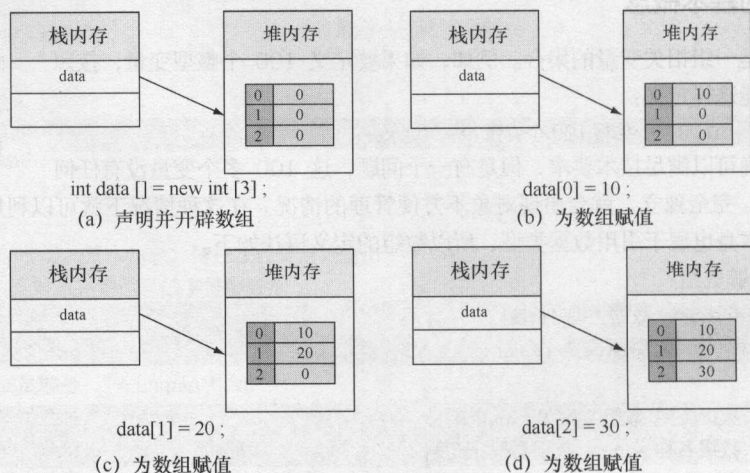 栈内存
堆内存
data
0 0
1 0
2 0
int data [] = new int [3] ;
(a) 声明并开辟数组
栈内存
堆内存
data
0 10
1 0
2 0
data[0] = 10 ;
(b) 为数组赋值
栈内存
堆内存
data
0 10
1 20
2 0
data[1] = 20 ;
(c) 为数组赋值
栈内存
堆内存
data
0 10
1 20
2 30
data[2] = 30 ;
(d) 为数组赋值